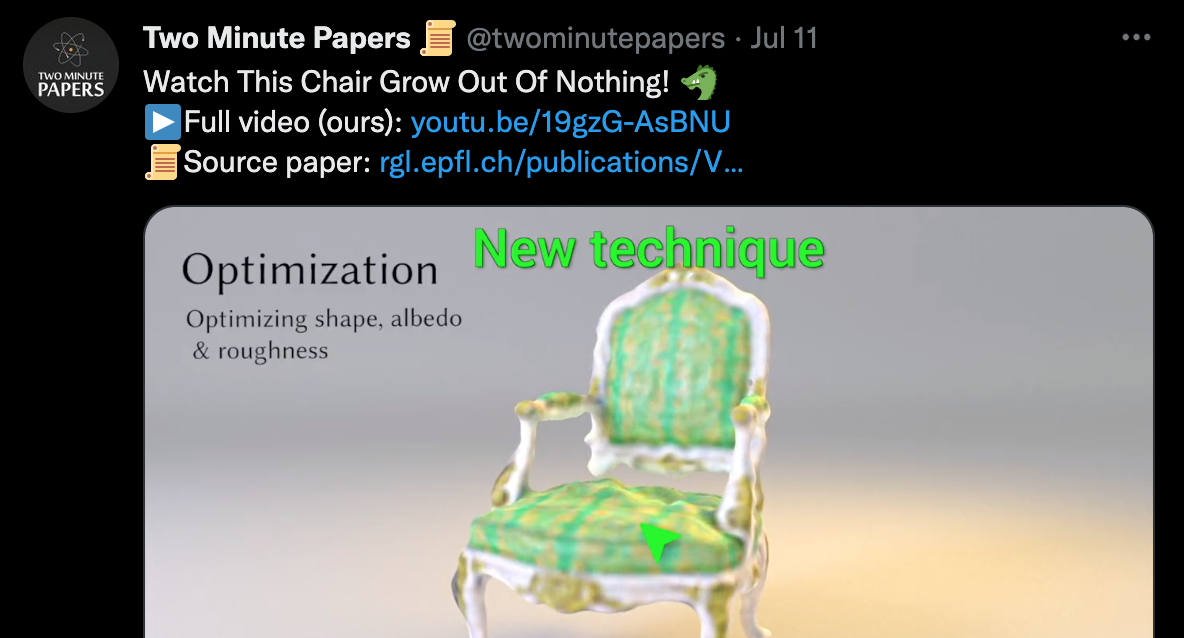 TWO MINUTE
PAPERS
Two Minute Papers 📜 @twominutepapers · Jul 11
Watch This Chair Grow Out Of Nothing! 🐲
▶️Full video (ours): youtu.be/19gzG-AsBNU
📜Source paper: rgl.epfl.ch/publications/V…
New technique
Optimization
Optimizing shape, albedo
& roughness